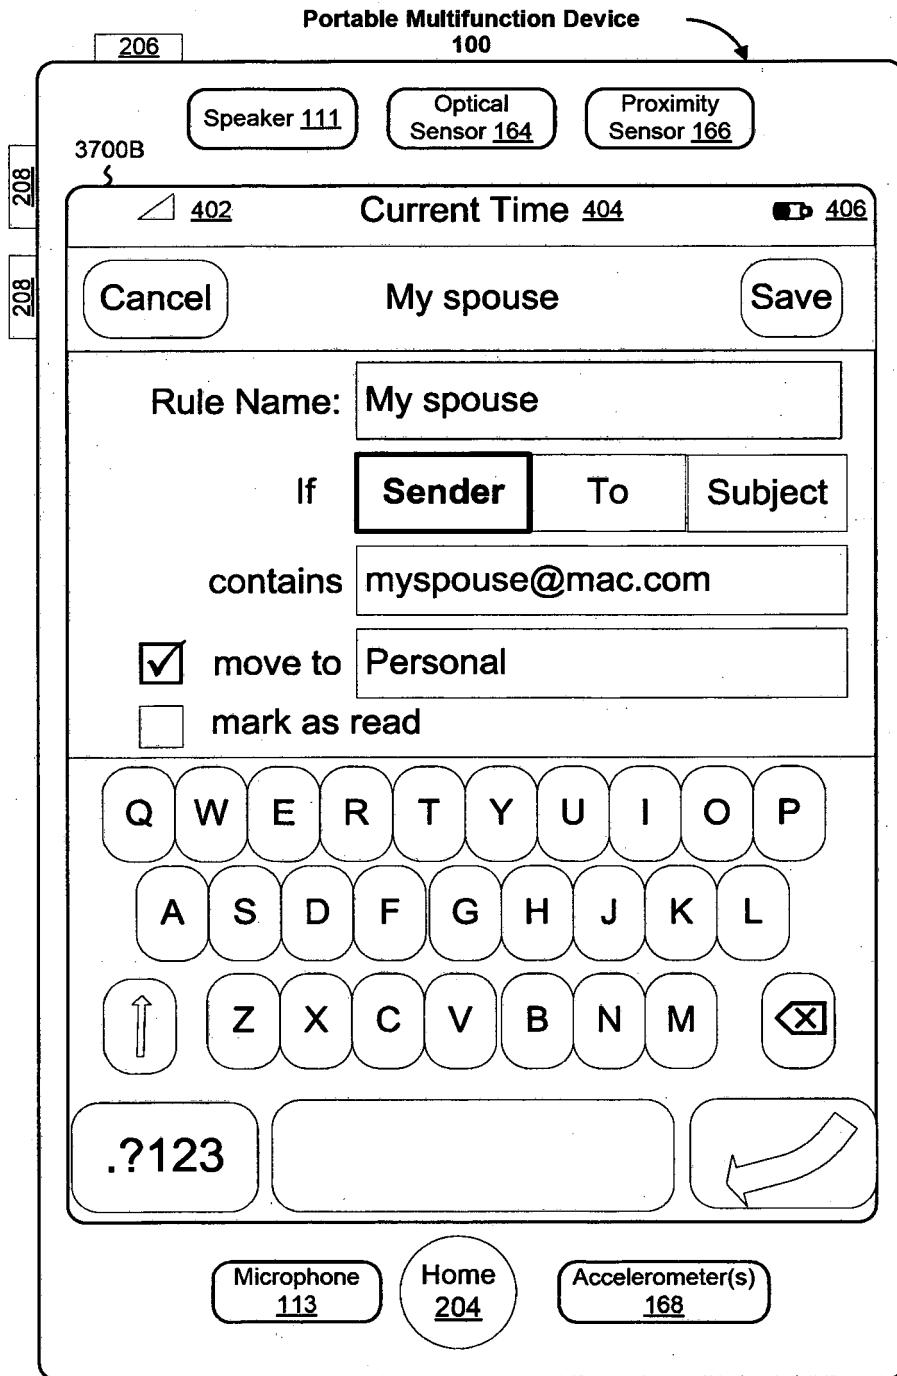 Portable Multifunction Device
100
206
Speaker 111
Optical
Sensor 164
Proximity
Sensor 166
3700B
208
208
402
Current Time 404
406
Cancel
My spouse
Save
Rule Name:
My spouse
If
Sender
To
Subject
contains
myspouse@mac.com
move to
Personal
mark as read
Q W E R T Y U I O P
A S D F G H J K L
Z X C V B N M
.?123
Microphone
113
Home
204
Accelerometer(s)
168